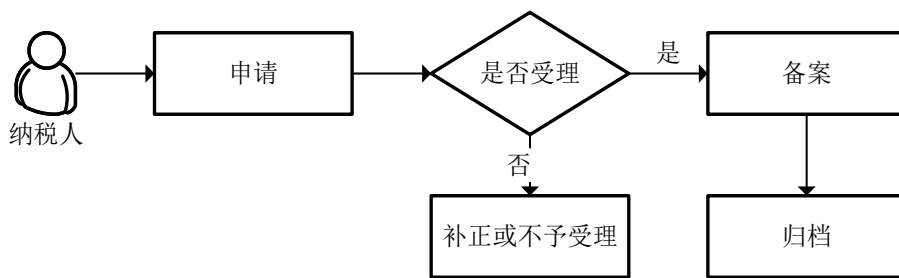 纳税人
申请
是否受理
是
备案
否
补正或不予受理
归档